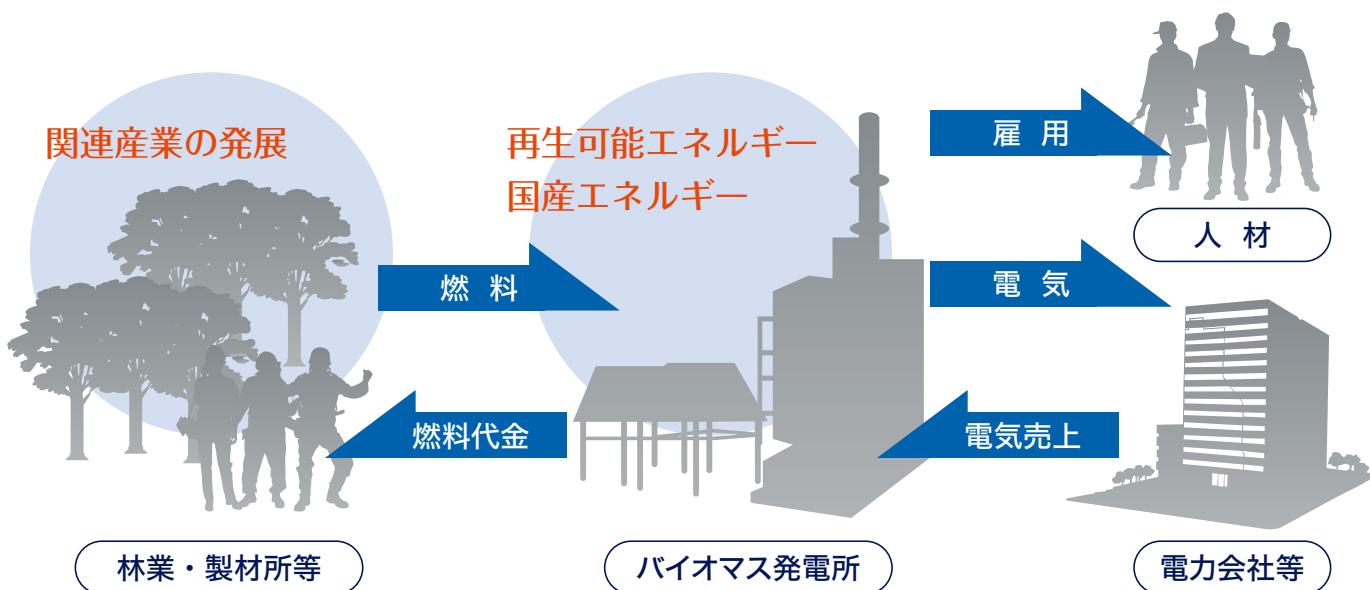 関連産業の発展
再生可能エネルギー
国産エネルギー
雇用
人材
燃料
電気
燃料代金
電気売上
林業・製材所等
バイオマス発電所
電力会社等